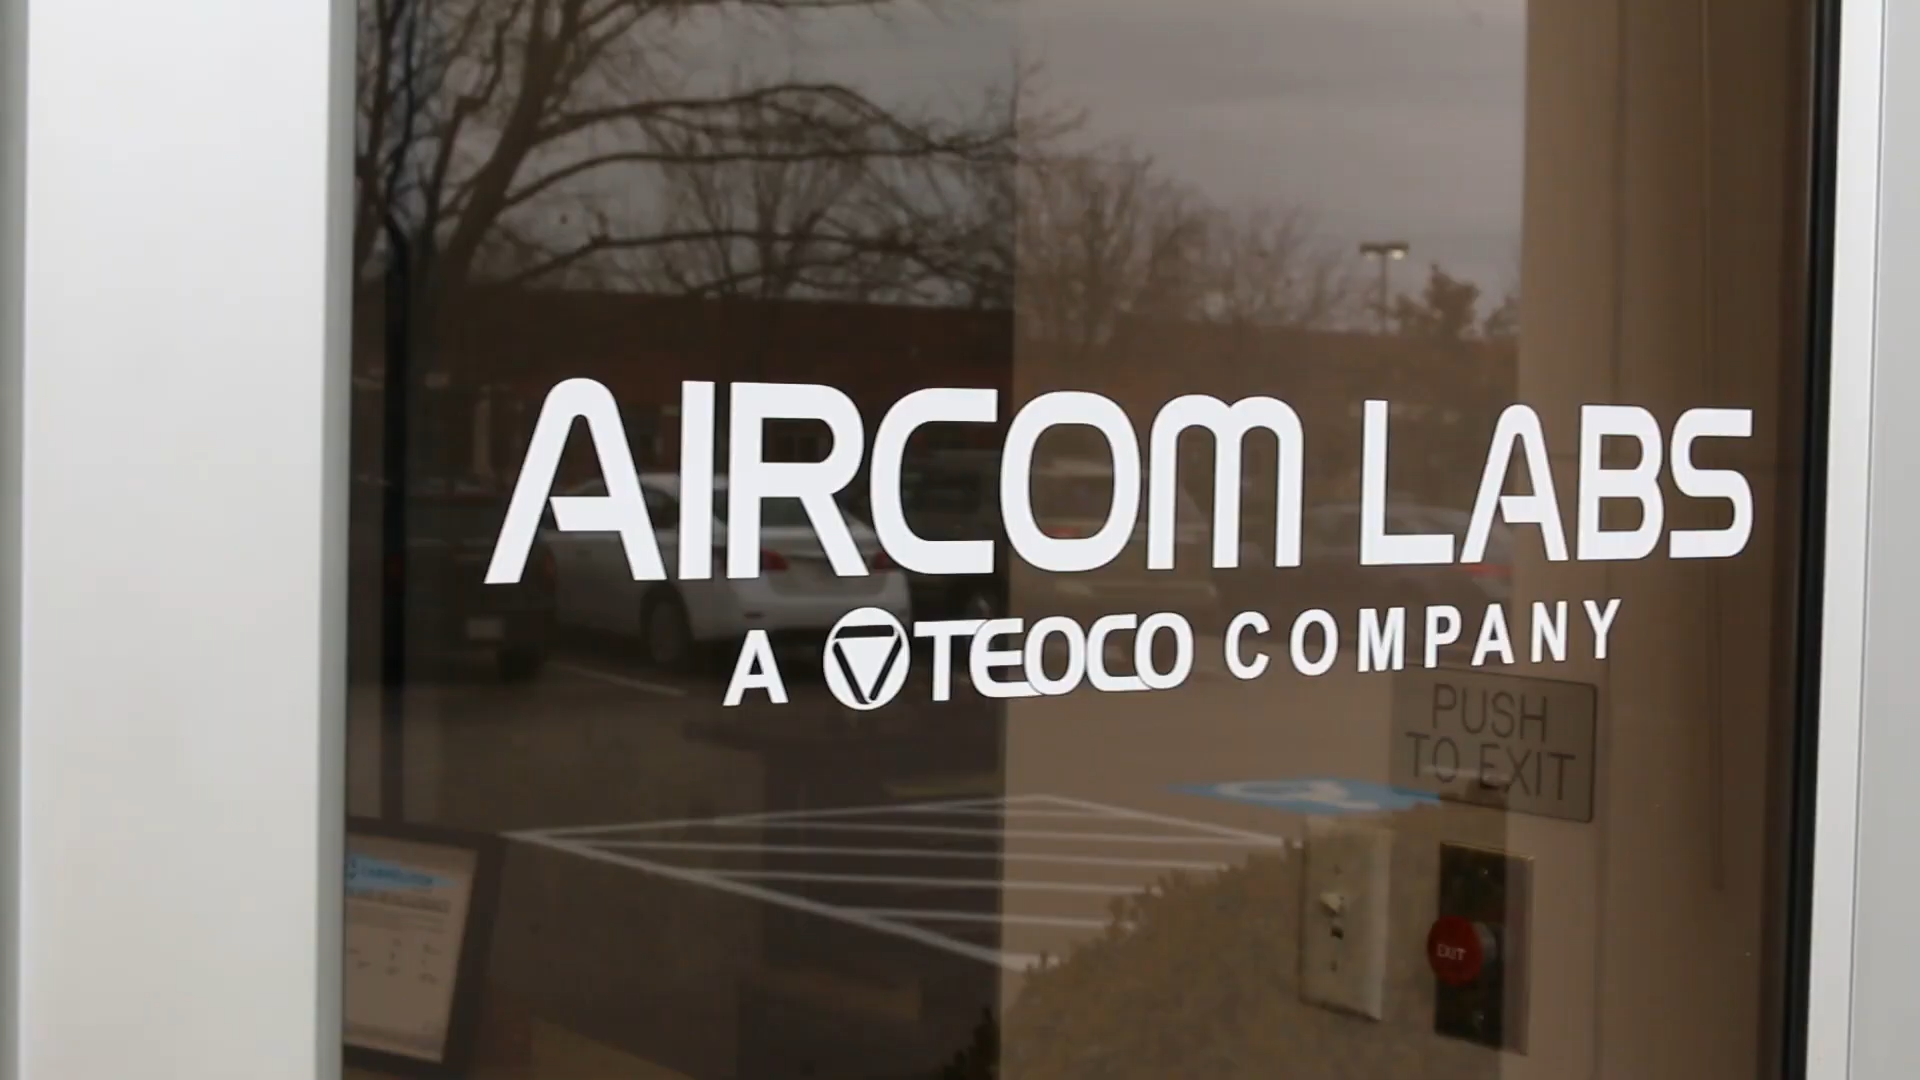 AIRCOM LABS
A TEOCO COMPANY
PUSH
TO EXIT
EXIT